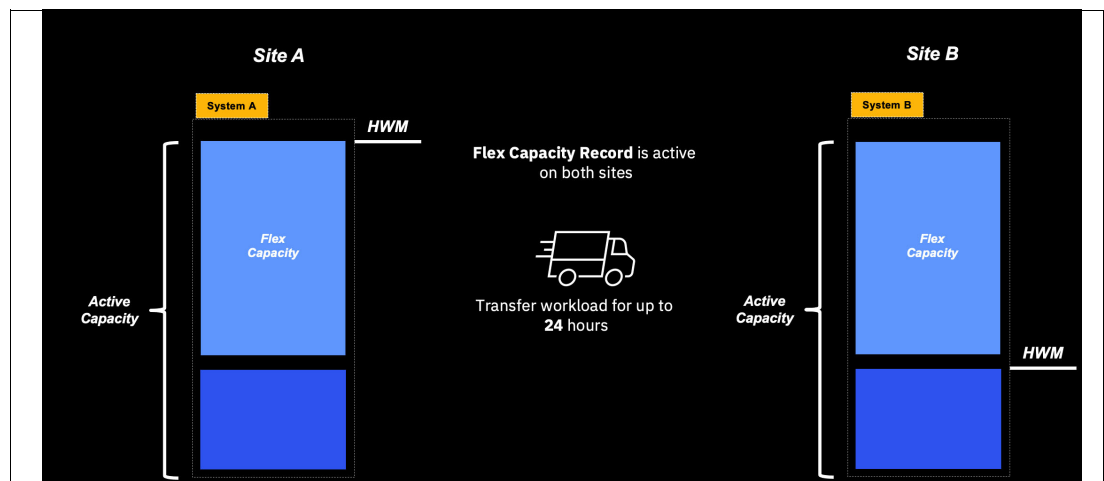 Site A
System A
HWM
Flex
Capacity
Active
Capacity
Flex Capacity Record is active
on both sites
Transfer workload for up to
24 hours
Site B
System B
Flex
Capacity
Active
Capacity
HWM